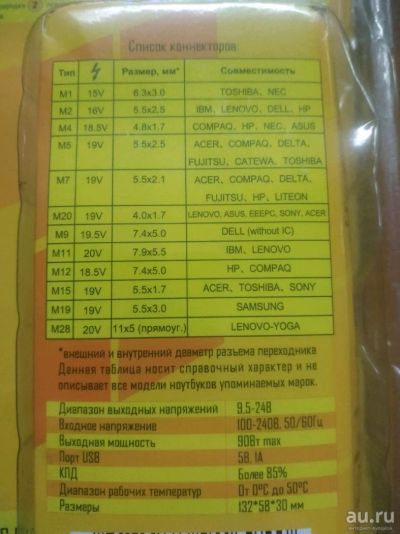 Список коннекторов:
Тип Размер, мм* Совместимость
M1 15V 6.3x3.0 TOSHIBA, NEC
M2 16V 5.5x2.5 IBM, LENOVO, DELL, HP
M4 18.5V 4.8x1.7 COMPAQ, HP, NEC, ASUS
M5 19V 5.5x2.5 ACER, COMPAQ, DELTA,
FUJITSU, CATEWA, TOSHIBA
M7 19V 5.5x2.1 ACER, COMPAQ, DELTA,
FUJITSU, HP, LITEON
M20 19V 4.0x1.7 LENOVO, ASUS, EEEPC, SONY, ACER
M9 19.5V 7.4x5.0 DELL (without IC)
M11 20V 7.9x5.5 IBM, LENOVO
M12 18.5V 7.4x5.0 HP, COMPAQ
M15 19V 5.5x1.7 ACER, TOSHIBA, SONY
M19 19V 5.5x3.0 SAMSUNG
M28 20V 11x5 (прямоуг.) LENOVO-YOGA
*внешний и внутренний диаметр разъема переходника
Данная таблица носит справочный характер и не
описывает все модели ноутбуков упоминаемых марок.
Диапазон выходных напряжений 9,5-24В
Входное напряжение 100-240В, 50/60Гц
Выходная мощность 90Вт max
Порт USB 5В, 1А
КПД Более 85%
Диапазон рабочих температур От 0°C до 50°C
Размеры 132*58*30 мм
au.ru